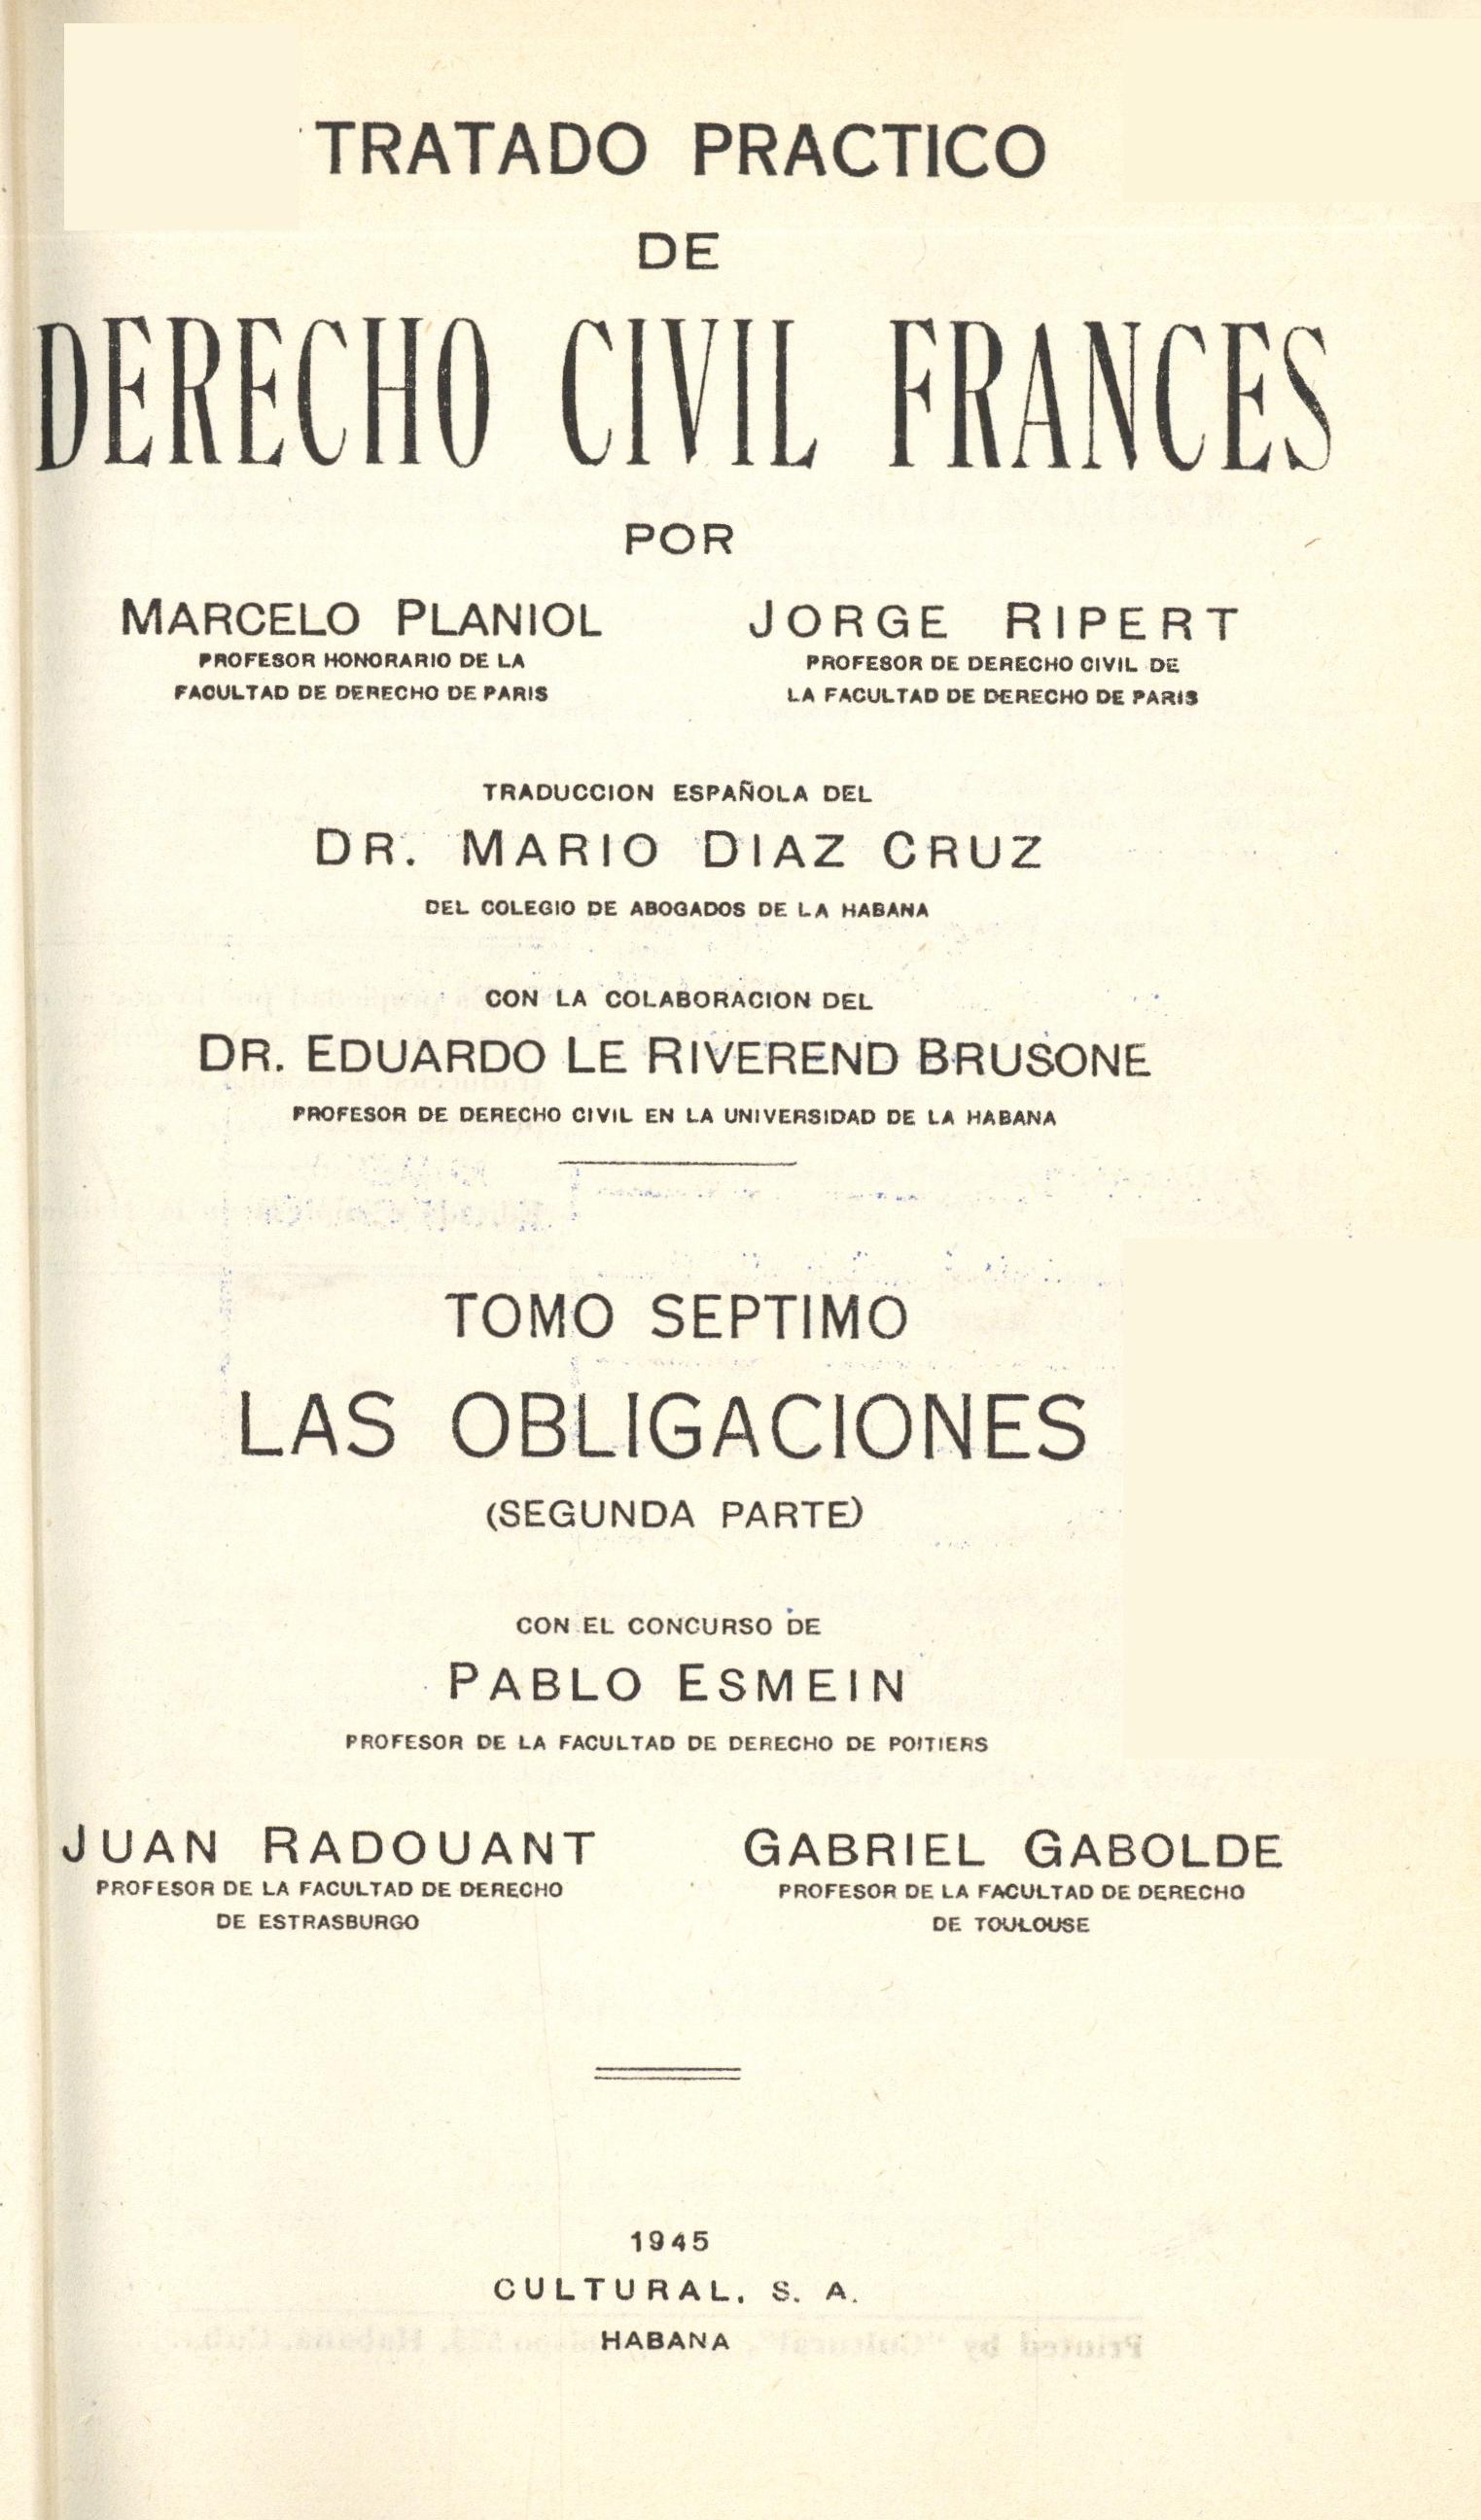 TRATADO PRACTICO
DE
DERECHO CIVIL FRANCES
POR
MARCELO PLANIOL
PROFESOR HONORARIO DE LA
FACULTAD DE DERECHO DE PARIS
JORGE RIPERT
PROFESOR DE DERECHO CIVIL DE
LA FACULTAD DE DERECHO DE PARIS
TRADUCCION ESPAÑOLA DEL
DR. MARIO DIAZ CRUZ
DEL COLEGIO DE ABOGADOS DE LA HABANA
CON LA COLABORACION DEL
DR. EDUARDO LE RIVEREND BRUSONE
PROFESOR DE DERECHO CIVIL EN LA UNIVERSIDAD DE LA HABANA
TOMO SEPTIMO
LAS OBLIGACIONES
(SEGUNDA PARTE)
CON EL CONCURSO DE
PABLO ESMEIN
PROFESOR DE LA FACULTAD DE DERECHO DE POITIERS
JUAN RADOUANT
PROFESOR DE LA FACULTAD DE DERECHO
DE ESTRASBURGO
GABRIEL GABOLDE
PROFESOR DE LA FACULTAD DE DERECHO
DE TOULOUSE
1945
CULTURAL, S. A.
HABANA